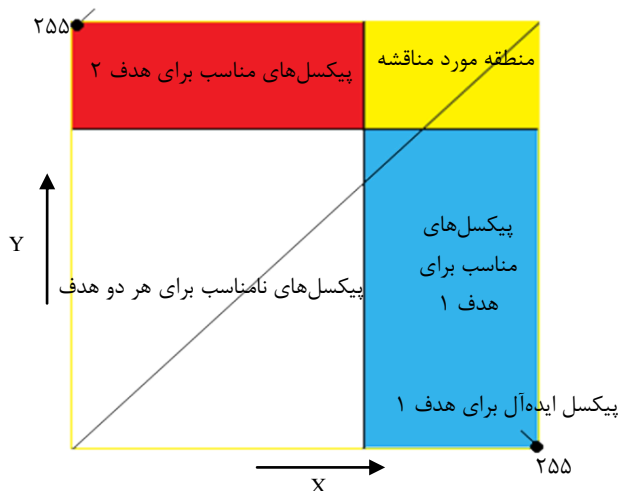 ۲۵۵
پیکسل‌های مناسب برای هدف ۲
منطقه مورد مناقشه
Y
پیکسل‌های
مناسب برای
هدف ۱
پیکسل‌های نامناسب برای هر دو هدف
پیکسل ایده‌آل برای هدف ۱
۲۵۵
X